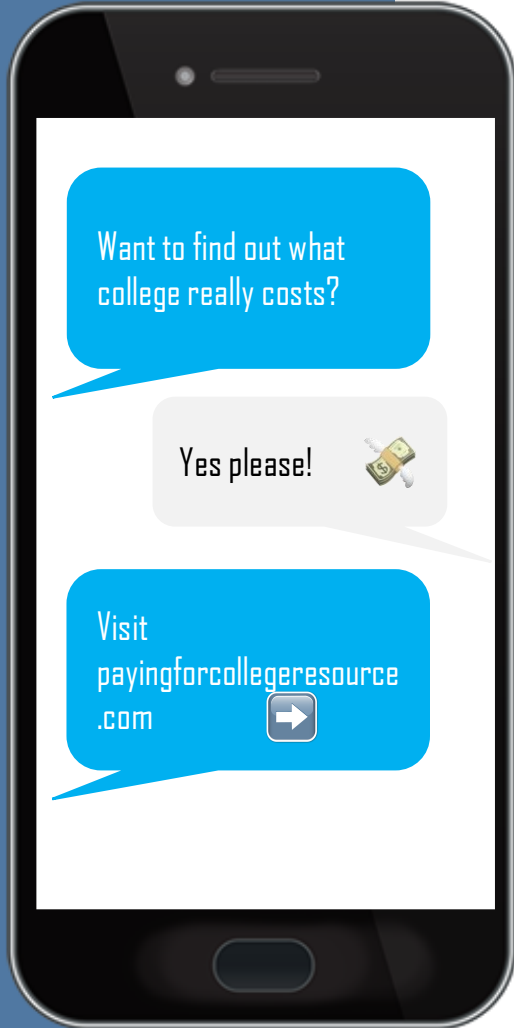 Want to find out what
college really costs?
Yes please!
Visit
payingforcollegeresource
.com